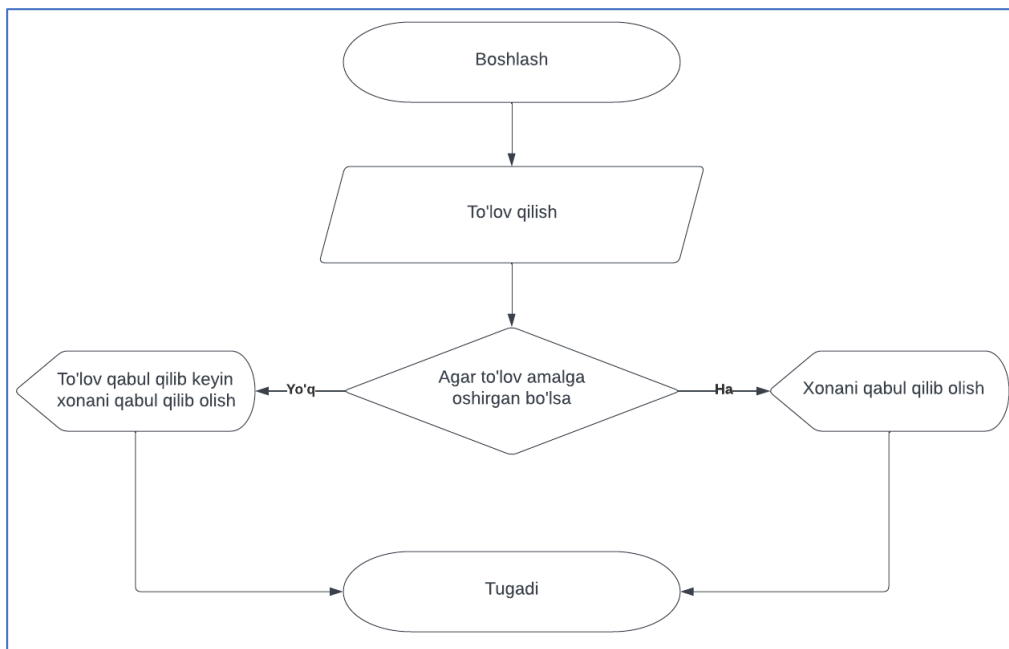 Boshlash
To'lov qilish
Agar to'lov amalga
oshirgan bo'lsa
Yo'q
Ha
To'lov qabul qilib keyin
xonani qabul qilib olish
Xonani qabul qilib olish
Tugadi